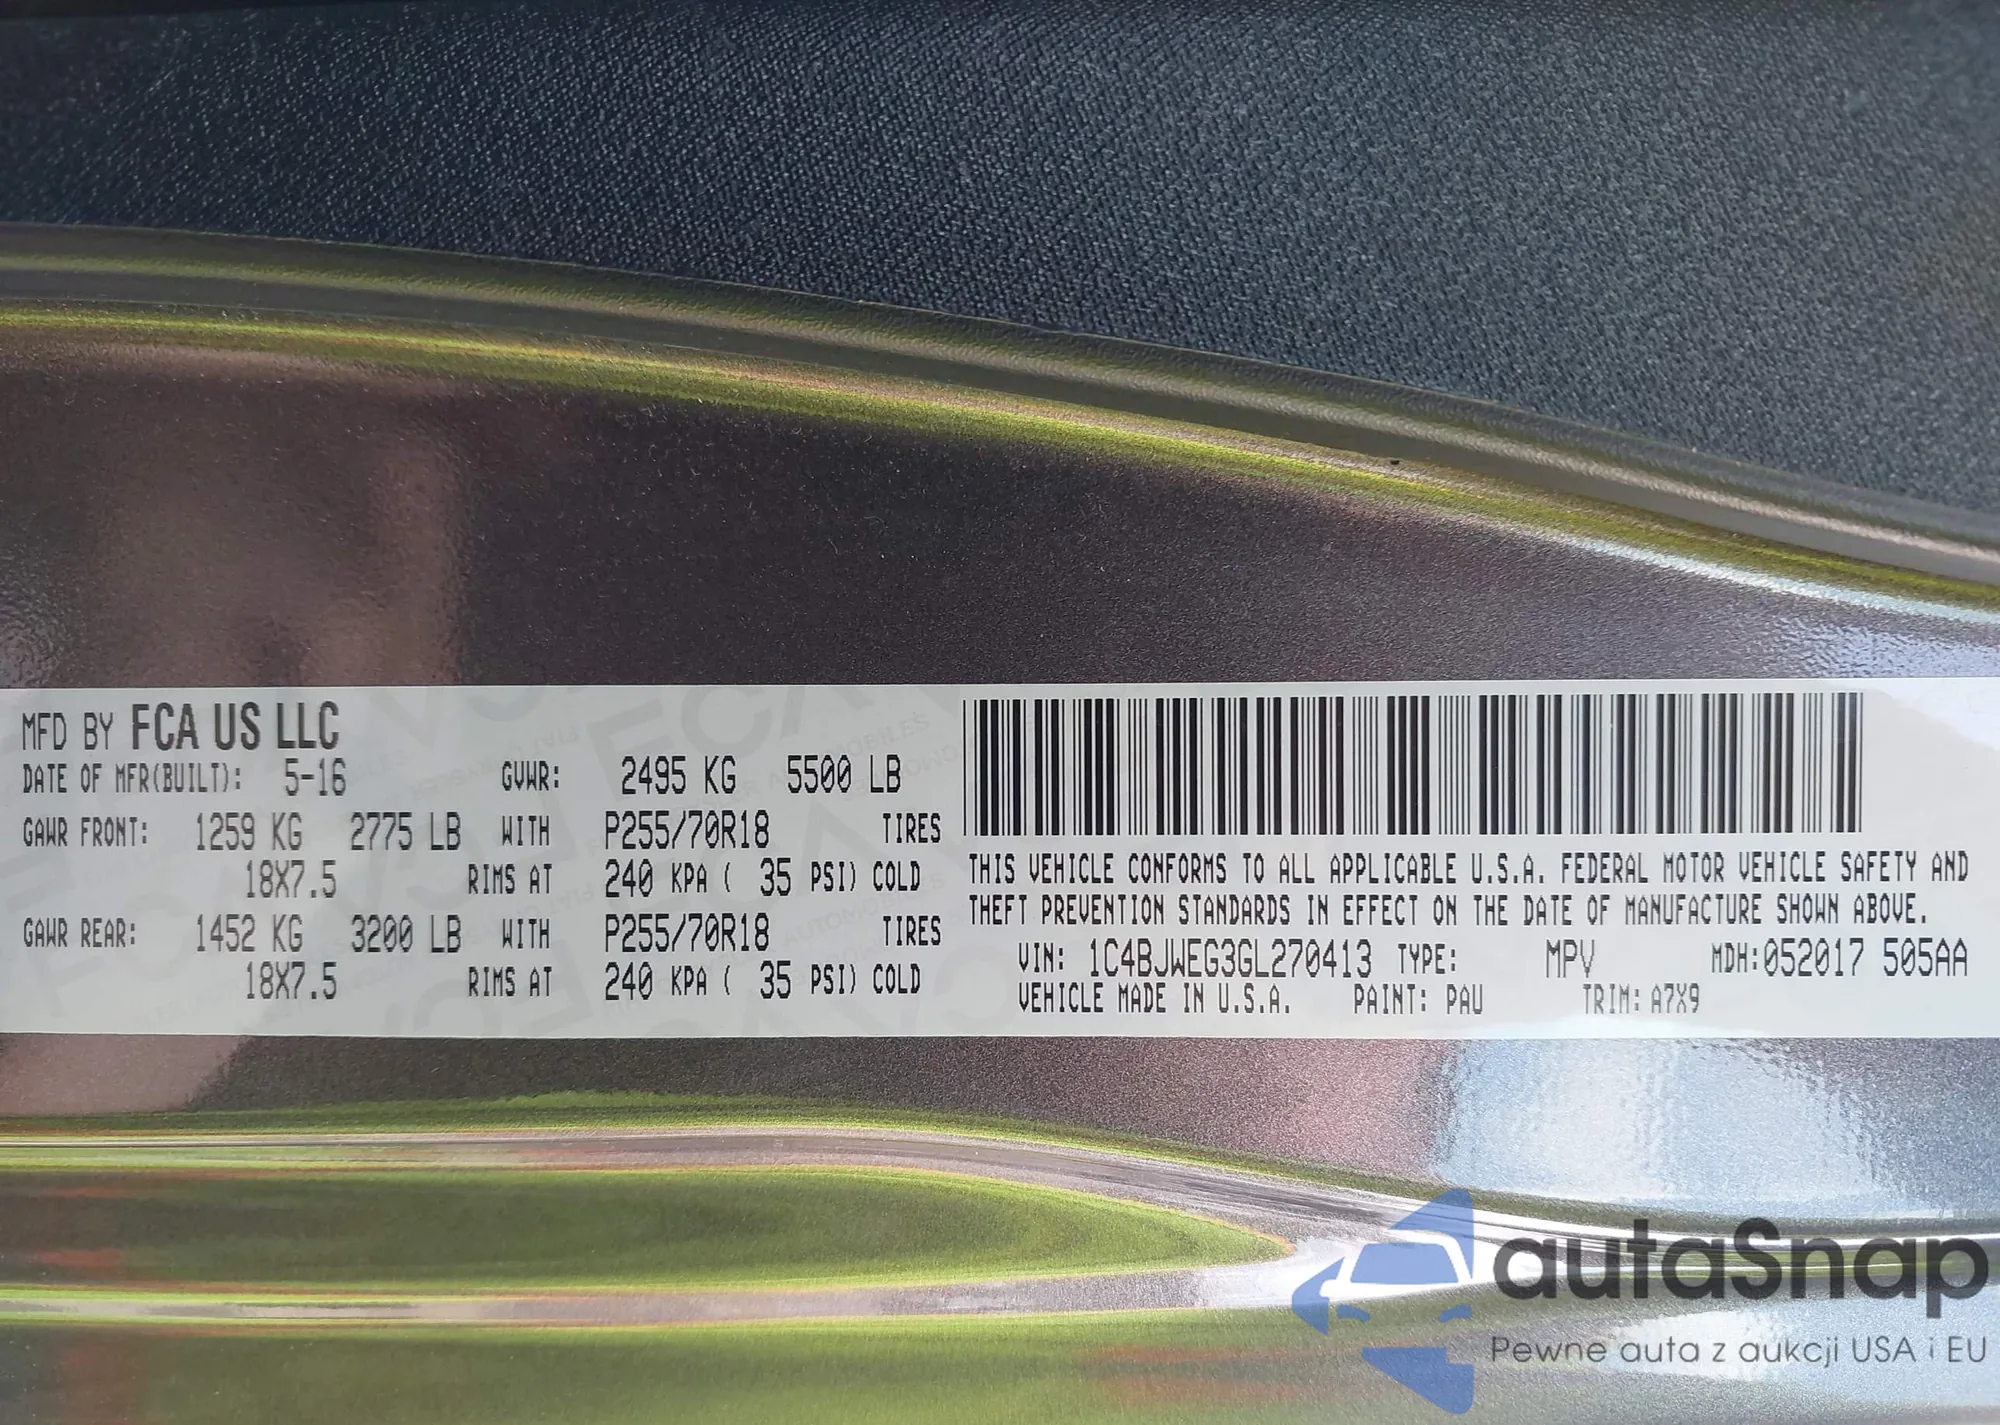 MFD BY FCA US LLC
DATE OF MFR(BUILT): 5-16 GVWR: 2495 KG 5500 LB
GAWR FRONT: 1259 KG 2775 LB WITH P255/70R18 TIRES
18X7.5 RIMS AT 240 KPA ( 35 PSI) COLD
GAWR REAR: 1452 KG 3200 LB WITH P255/70R18 TIRES
18X7.5 RIMS AT 240 KPA ( 35 PSI) COLD
THIS VEHICLE CONFORMS TO ALL APPLICABLE U.S.A. FEDERAL MOTOR VEHICLE SAFETY AND
THEFT PREVENTION STANDARDS IN EFFECT ON THE DATE OF MANUFACTURE SHOWN ABOVE.
VIN: 1C4BJWEG3GL270413 TYPE: MPV MDH:052017 505AA
VEHICLE MADE IN U.S.A. PAINT: PAU TRIM: A7X9
autaSnap
Pewne auta z aukcji USA i EU